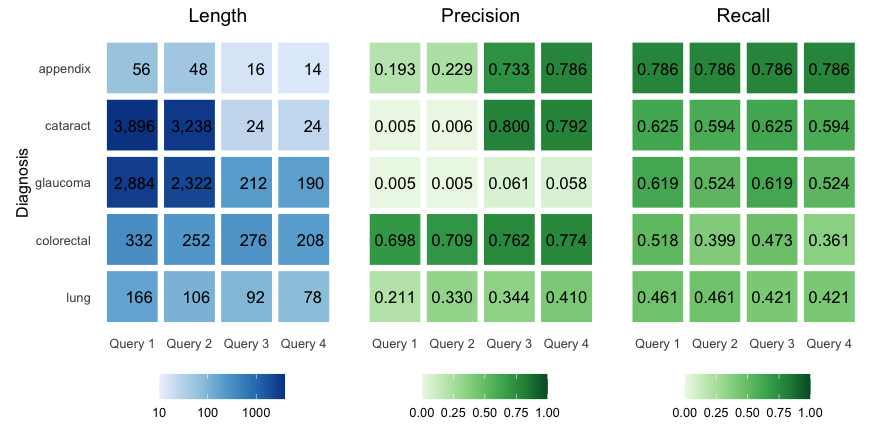 Length Precision Recall
Diagnosis
appendix 56 48 16 14 0.193 0.229 0.733 0.786 0.786 0.786 0.786 0.786
cataract 3,896 3,238 24 24 0.005 0.006 0.800 0.792 0.625 0.594 0.625 0.594
glaucoma 2,884 2,322 212 190 0.005 0.005 0.061 0.058 0.619 0.524 0.619 0.524
colorectal 332 252 276 208 0.698 0.709 0.762 0.774 0.518 0.399 0.473 0.361
lung 166 106 92 78 0.211 0.330 0.344 0.410 0.461 0.461 0.421 0.421
Query 1 Query 2 Query 3 Query 4 Query 1 Query 2 Query 3 Query 4 Query 1 Query 2 Query 3 Query 4
10 100 1000 0.00 0.25 0.50 0.75 1.00 0.00 0.25 0.50 0.75 1.00